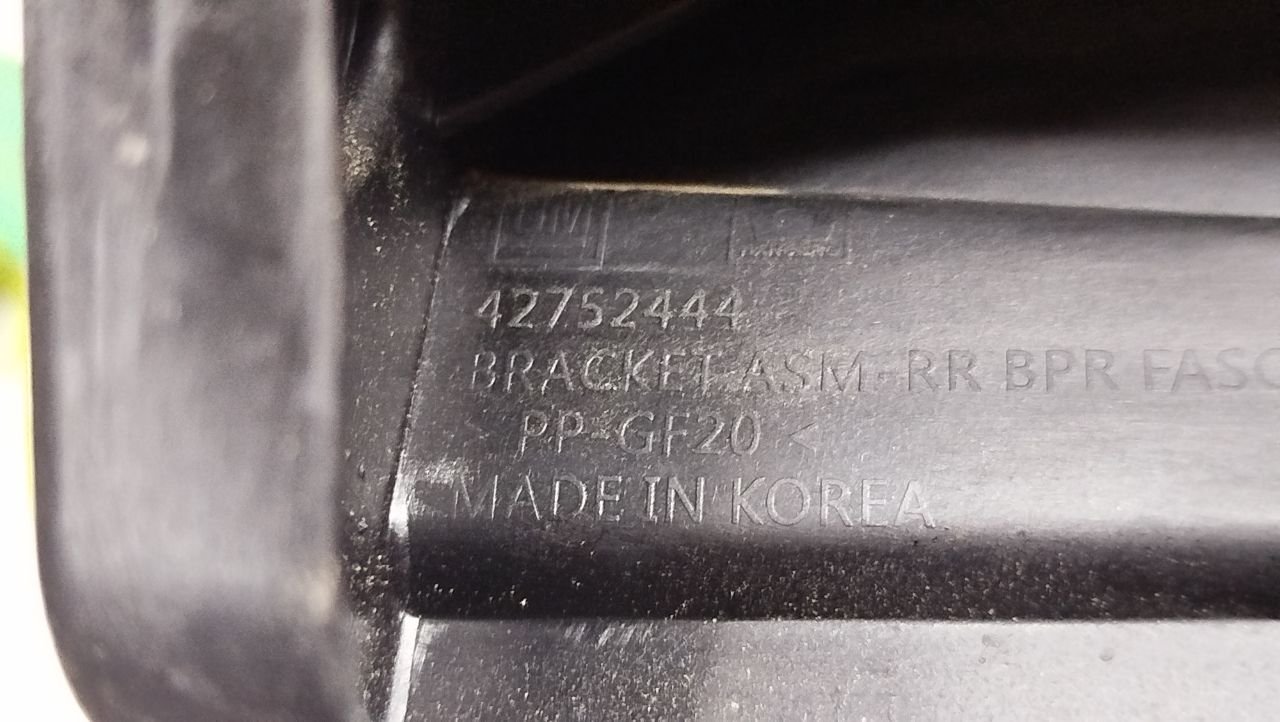 GM
42752444
BRACKET ASM-RR BPR FASC
> PP-GF20 <
MADE IN KOREA